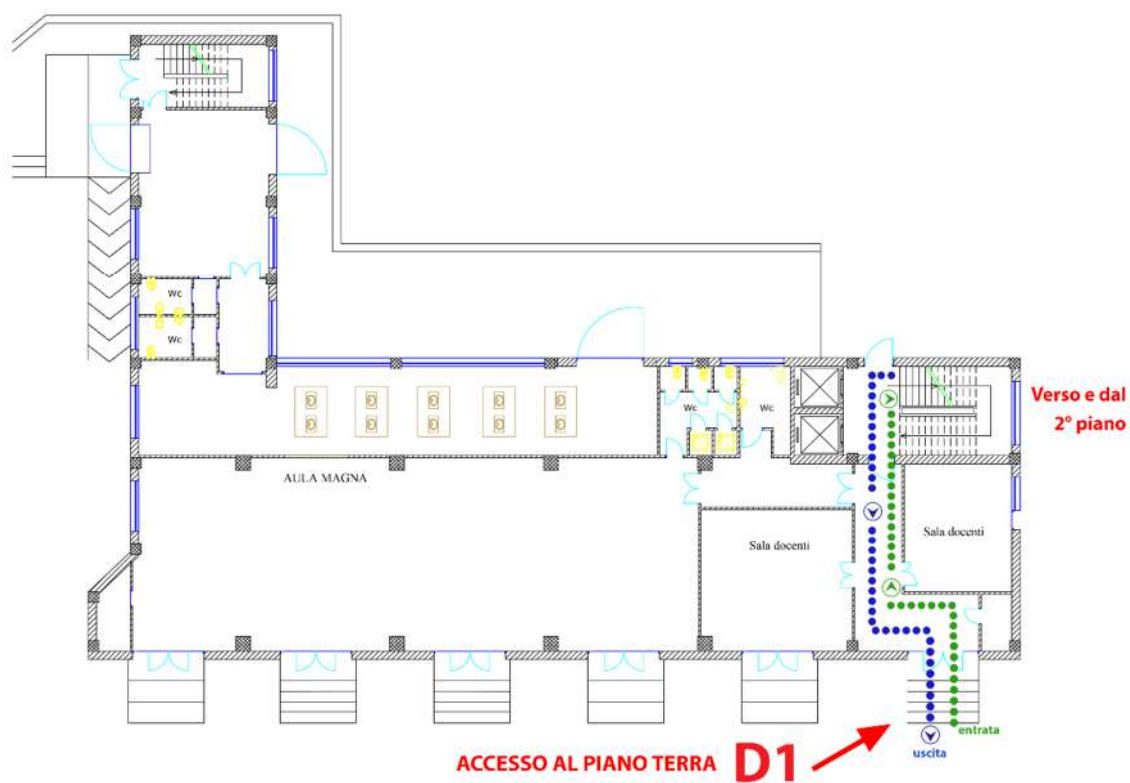 Wc
Wc
Verso e dal
2° piano
Wc
Wc
AULA MAGNA
Sala docenti
Sala docenti
entrata
uscita
ACCESSO AL PIANO TERRA D1